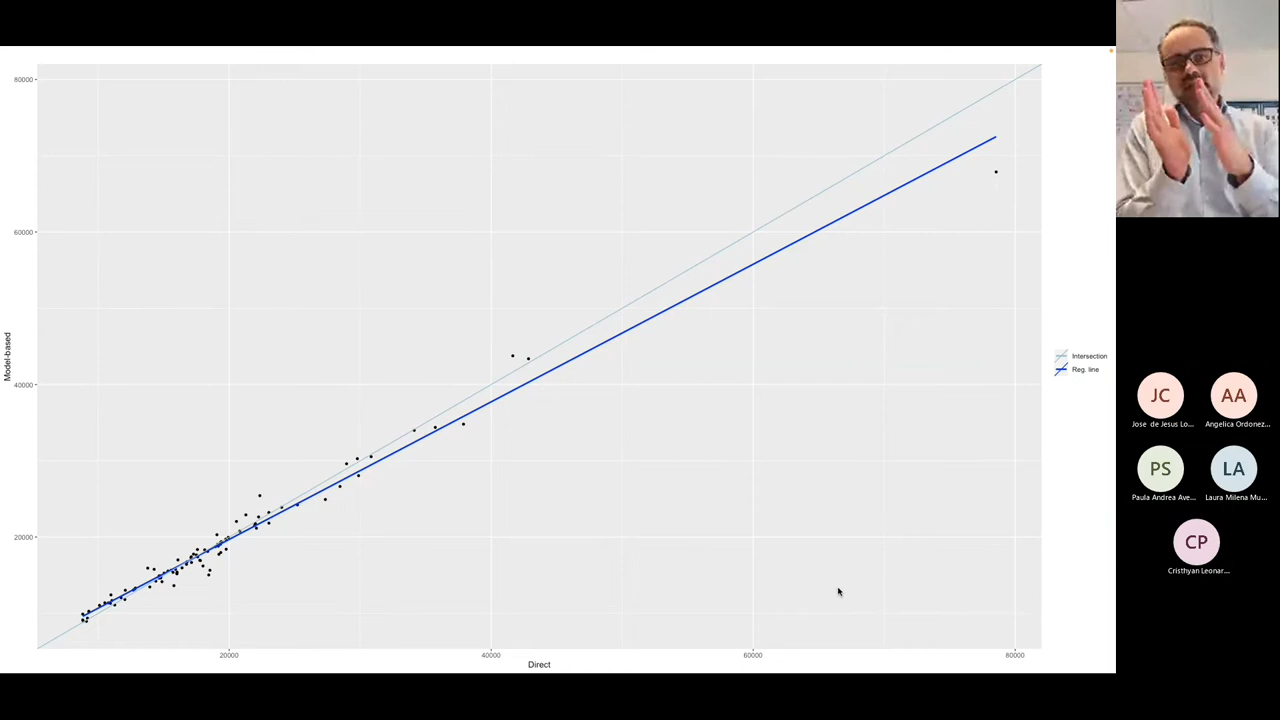 80000
60000
40000
20000
Model-based
20000
40000
60000
80000
Direct
Intersection
Reg. line
JC
AA
Jose de Jesus Lo...
Angelica Ordonez...
PS
LA
Paula Andrea Ave...
Laura Milena Mu...
CP
Cristhyan Leonar...